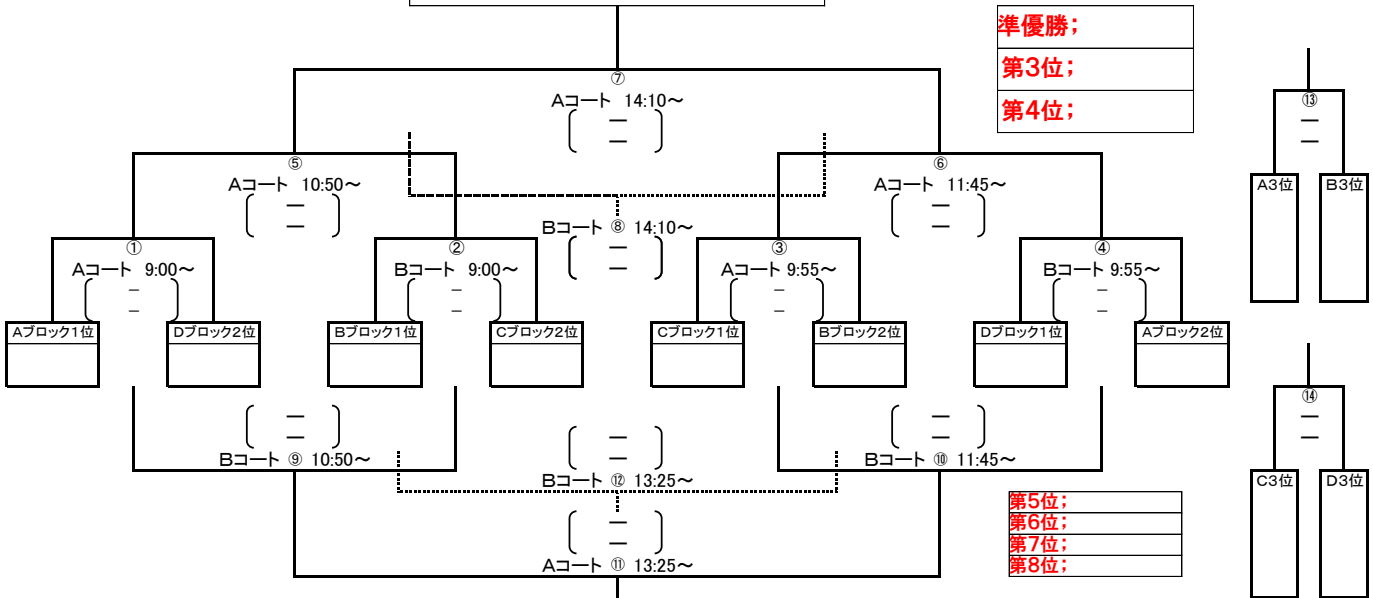 準優勝;
第3位;
第4位;
⑦
Aコート 14:10～
⑬
⑤
Aコート 10:50～
⑥
Aコート 11:45～
A3位 B3位
Bコート ⑧ 14:10～
①
Aコート 9:00～
②
Bコート 9:00～
③
Aコート 9:55～
④
Bコート 9:55～
Aブロック1位 Dブロック2位 Bブロック1位 Cブロック2位 Cブロック1位 Bブロック2位 Dブロック1位 Aブロック2位
⑭
Bコート ⑨ 10:50～
Bコート ⑩ 11:45～
Bコート ⑫ 13:25～
C3位 D3位
第5位;
第6位;
第7位;
第8位;
Aコート ⑪ 13:25～